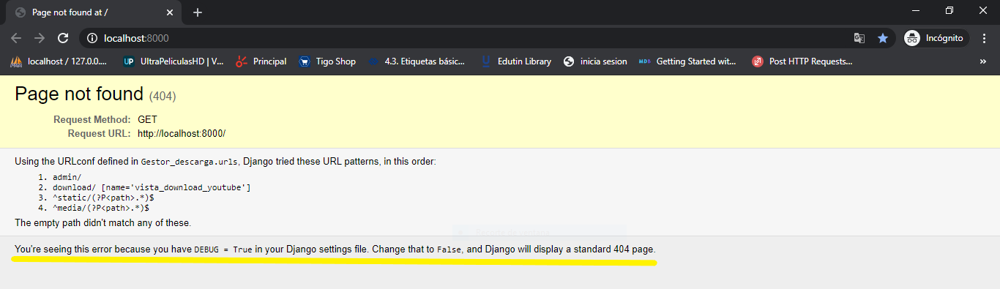 Page not found at /
localhost:8000
Incógnito
localhost / 127.0.0....
UP UltraPeliculasHD | V...
Principal
Tigo Shop
4.3. Etiquetas básic...
Edutin Library
inicia sesion
MDB Getting Started wit...
Post HTTP Requests...
Page not found (404)
Request Method: GET
Request URL: http://localhost:8000/
Using the URLconf defined in Gestor_descarga.urls, Django tried these URL patterns, in this order:
1. admin/
2. download/ [name='vista_download_youtube']
3. ^static/(?P<path>.*)$
4. ^media/(?P<path>.*)$
The empty path didn't match any of these.
You're seeing this error because you have DEBUG = True in your Django settings file. Change that to False, and Django will display a standard 404 page.